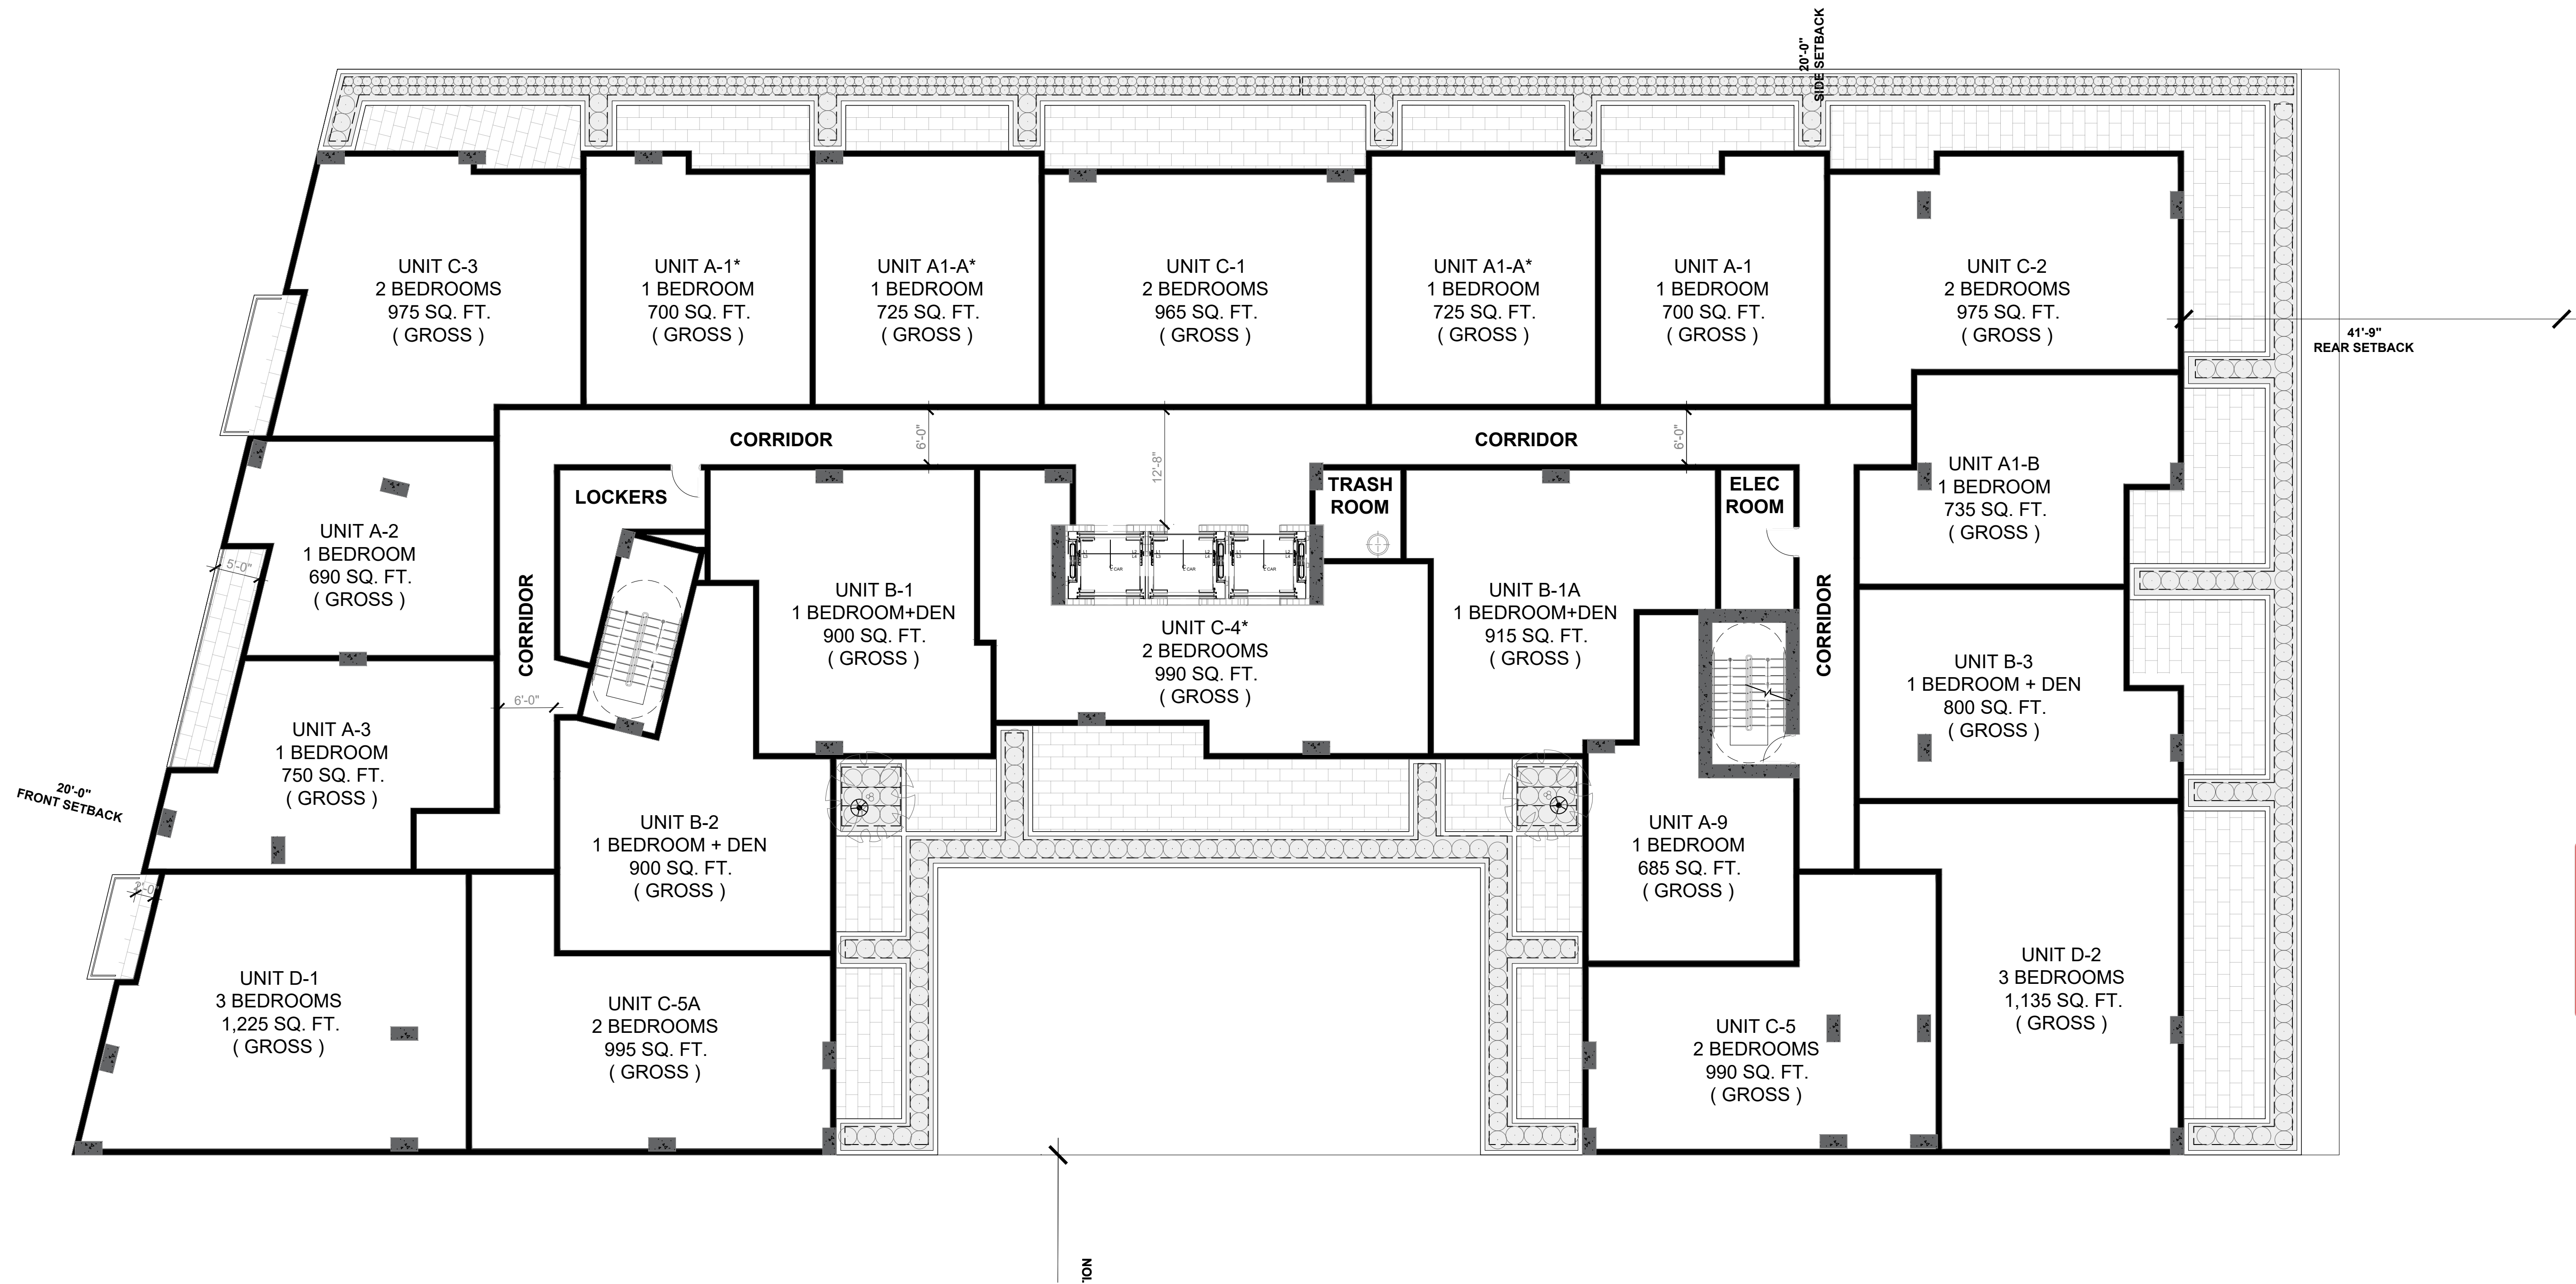 20'-0"
SIDE SETBACK
UNIT C-3
2 BEDROOMS
975 SQ. FT.
( GROSS )
UNIT A-1*
1 BEDROOM
700 SQ. FT.
( GROSS )
UNIT A1-A*
1 BEDROOM
725 SQ. FT.
( GROSS )
UNIT C-1
2 BEDROOMS
965 SQ. FT.
( GROSS )
UNIT A1-A*
1 BEDROOM
725 SQ. FT.
( GROSS )
UNIT A-1
1 BEDROOM
700 SQ. FT.
( GROSS )
UNIT C-2
2 BEDROOMS
975 SQ. FT.
( GROSS )
41'-9"
REAR SETBACK
CORRIDOR
6'-0"
12'-8"
CORRIDOR
6'-0"
LOCKERS
TRASH
ROOM
ELEC
ROOM
UNIT A1-B
1 BEDROOM
735 SQ. FT.
( GROSS )
UNIT A-2
1 BEDROOM
690 SQ. FT.
( GROSS )
5'-0"
CORRIDOR
6'-0"
UNIT B-1
1 BEDROOM+DEN
900 SQ. FT.
( GROSS )
CAR
CAR
CAR
UNIT C-4*
2 BEDROOMS
990 SQ. FT.
( GROSS )
UNIT B-1A
1 BEDROOM+DEN
915 SQ. FT.
( GROSS )
CORRIDOR
UNIT B-3
1 BEDROOM + DEN
800 SQ. FT.
( GROSS )
UNIT A-3
1 BEDROOM
750 SQ. FT.
( GROSS )
20'-0"
FRONT SETBACK
UNIT B-2
1 BEDROOM + DEN
900 SQ. FT.
( GROSS )
UNIT A-9
1 BEDROOM
685 SQ. FT.
( GROSS )
2'-0"
UNIT D-1
3 BEDROOMS
1,225 SQ. FT.
( GROSS )
UNIT C-5A
2 BEDROOMS
995 SQ. FT.
( GROSS )
UNIT C-5
2 BEDROOMS
990 SQ. FT.
( GROSS )
UNIT D-2
3 BEDROOMS
1,135 SQ. FT.
( GROSS )